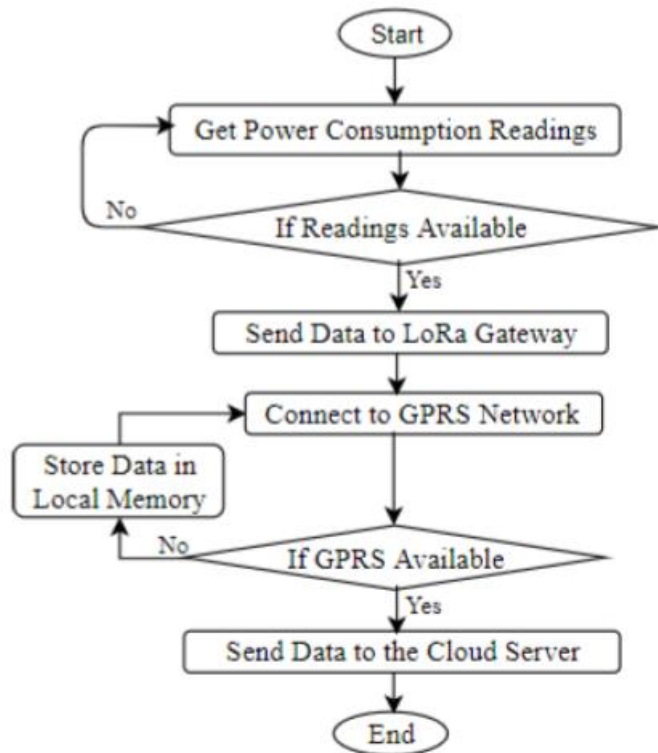 Start
Get Power Consumption Readings
No
If Readings Available
Yes
Send Data to LoRa Gateway
Connect to GPRS Network
Store Data in
Local Memory
No
If GPRS Available
Yes
Send Data to the Cloud Server
End